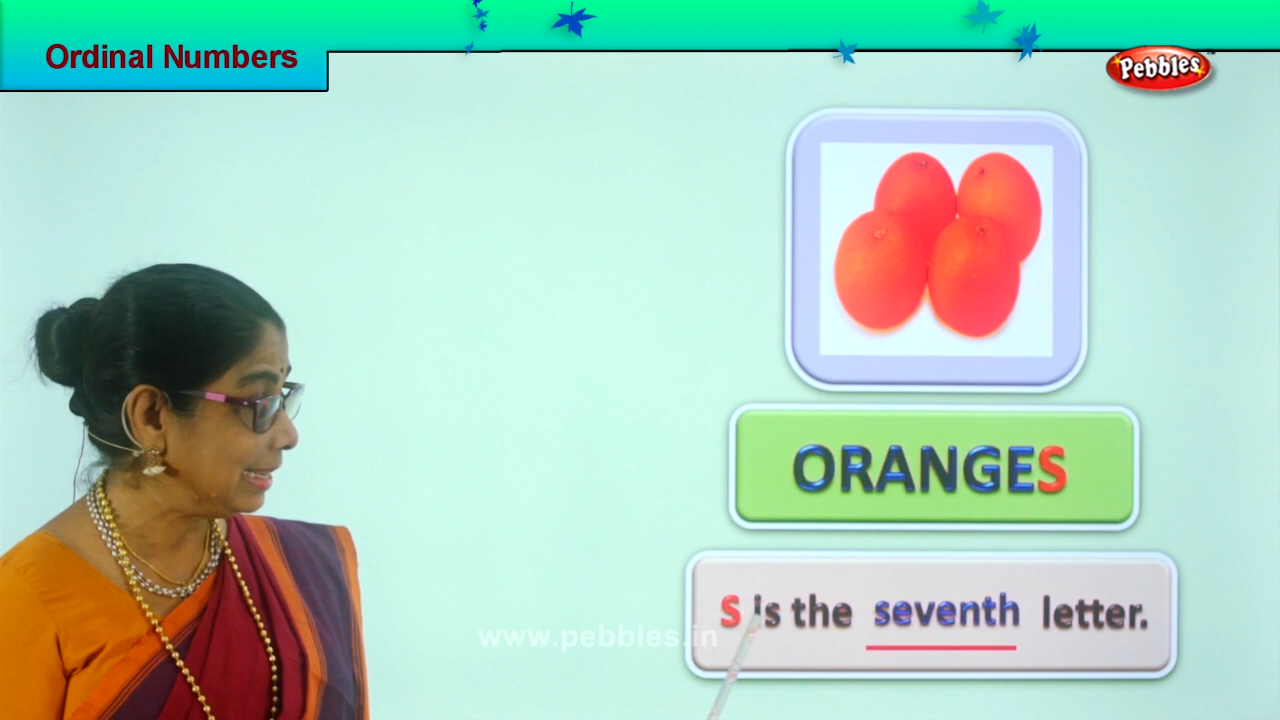 Ordinal Numbers
Pebbles
ORANGES
S is the seventh letter.
www.pebbles.in